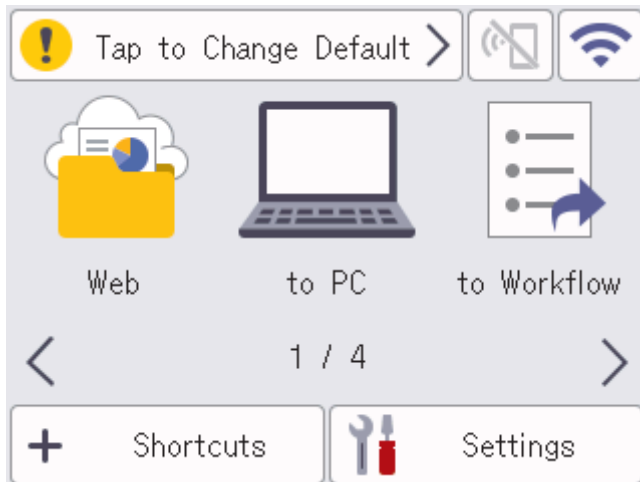 Tap to Change Default
Web
to PC
to Workflow
1 / 4
Shortcuts
Settings